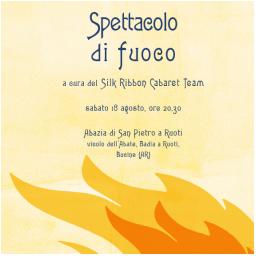 Spettacolo
di fuoco
a cura del Silk Ribbon Cabaret Team
sabato 18 agosto, ore 20,30
Abazia di San Pietro a Ruoti
vicolo dell'Abate, Badia a Ruoti,
Bucine (AR)